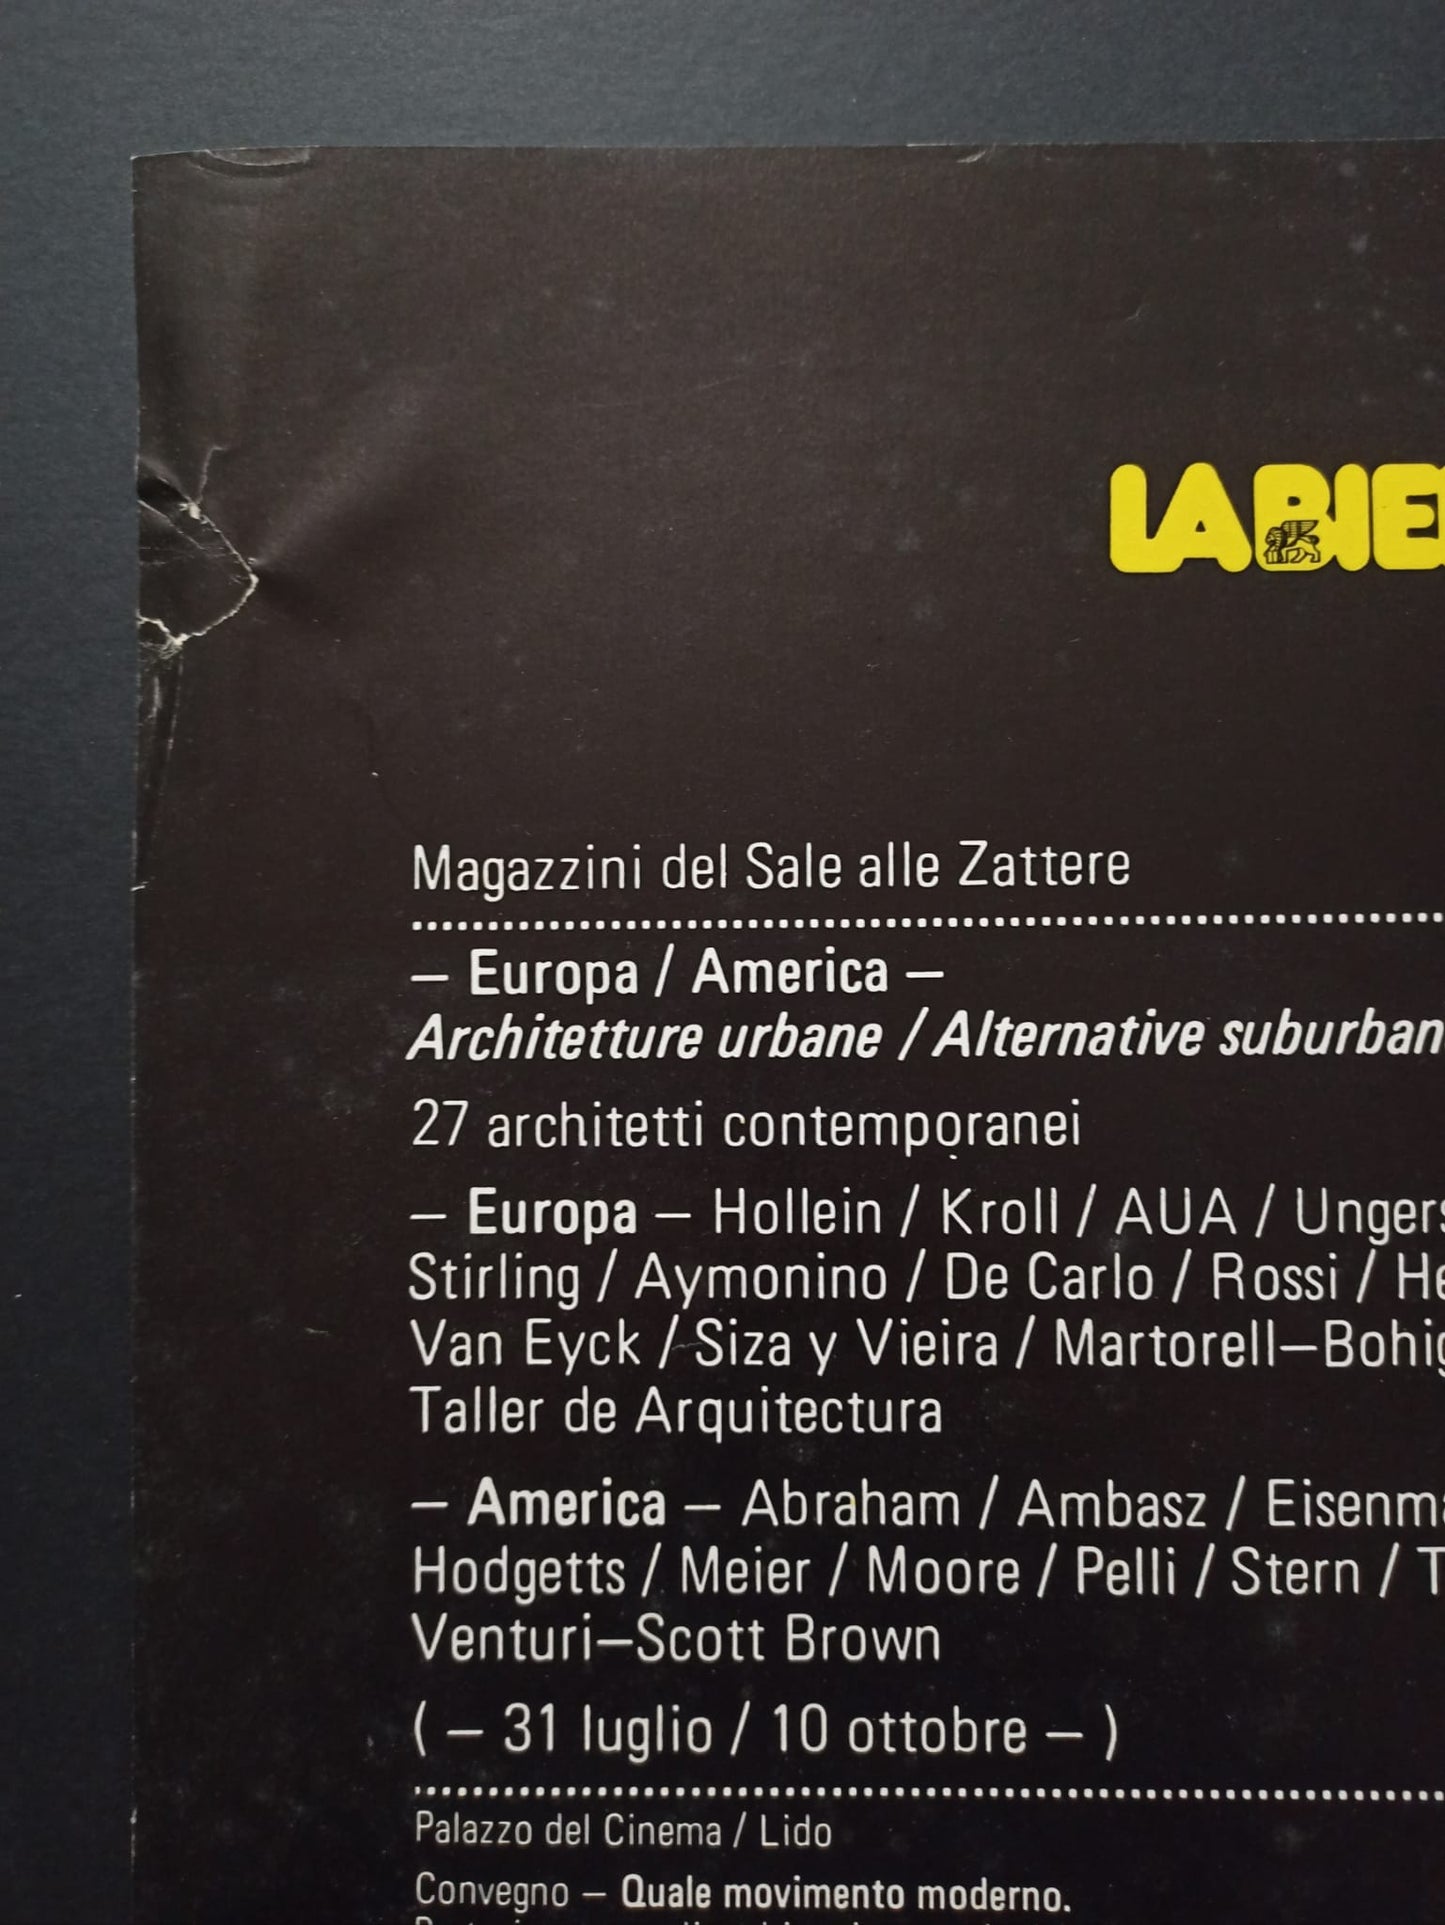 LA BIE
Magazzini del Sale alle Zattere
– Europa / America –
Architetture urbane / Alternative suburban
27 architetti contemporanei
– Europa – Hollein / Kroll / AUA / Ungers
Stirling / Aymonino / De Carlo / Rossi / He
Van Eyck / Siza y Vieira / Martorell–Bohig
Taller de Arquitectura
– America – Abraham / Ambasz / Eisenma
Hodgetts / Meier / Moore / Pelli / Stern / T
Venturi–Scott Brown
( – 31 luglio / 10 ottobre – )
Palazzo del Cinema / Lido
Convegno – Quale movimento moderno.